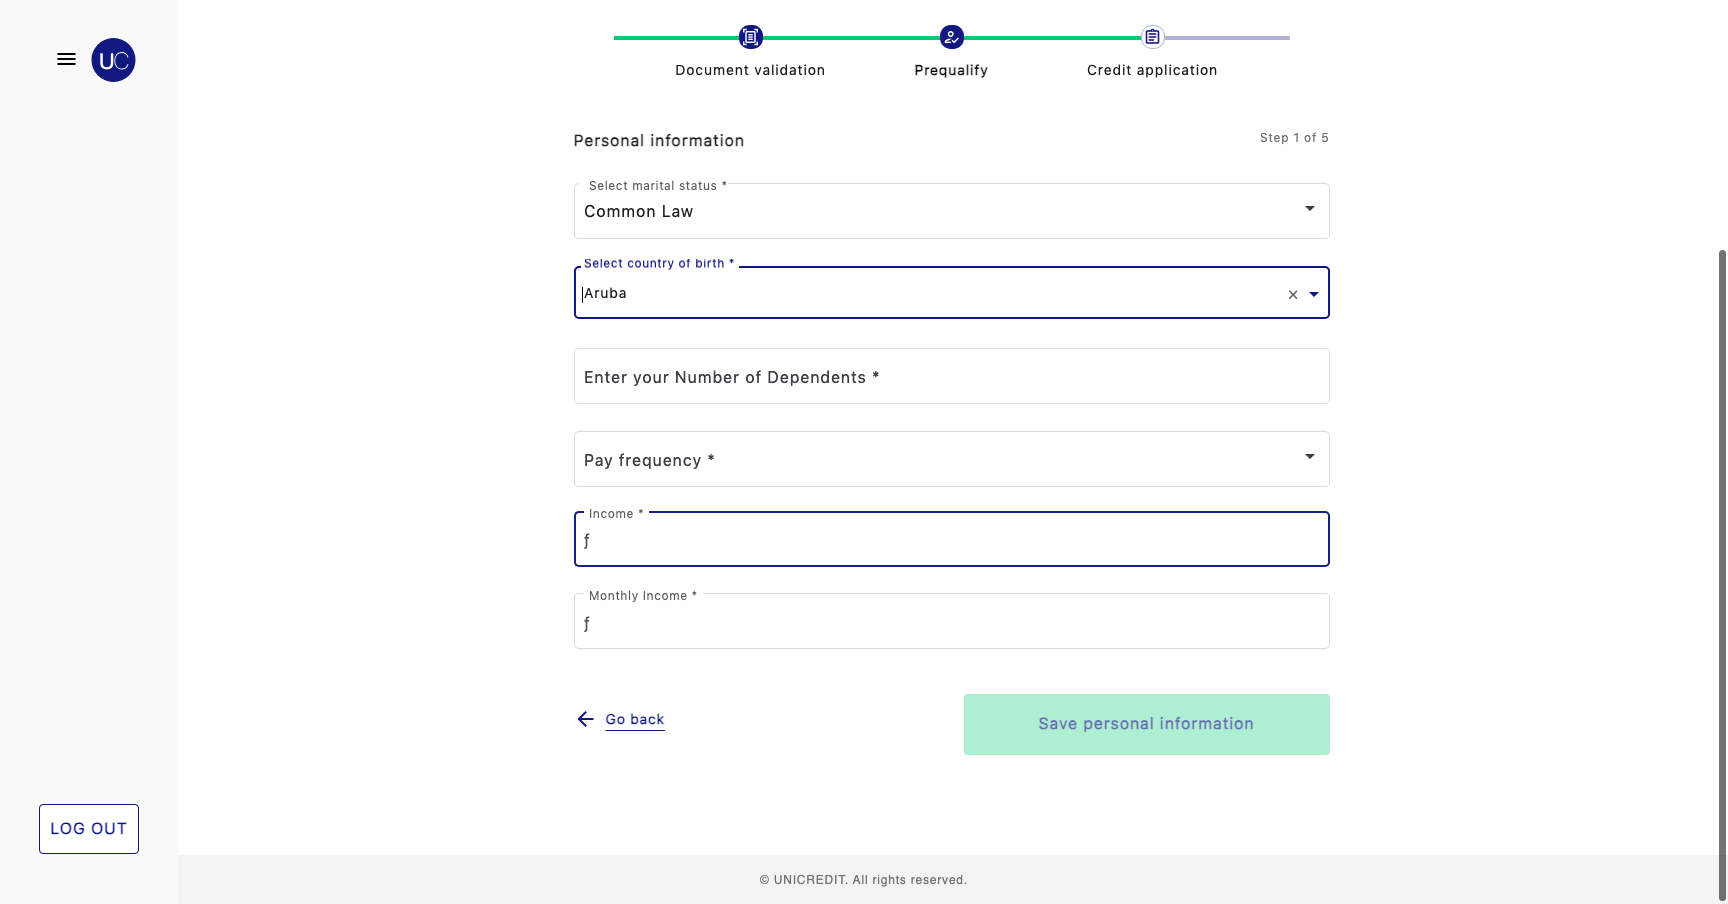 UC
Document validation
Prequalify
Credit application
Personal information
Step 1 of 5
Select marital status *
Common Law
Select country of birth *
Aruba
Enter your Number of Dependents *
Pay frequency *
Income *
ƒ
Monthly Income *
ƒ
Go back
Save personal information
LOG OUT
© UNICREDIT. All rights reserved.